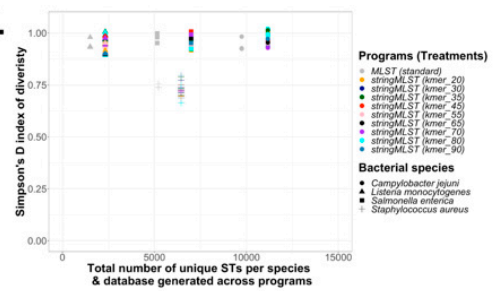 Simpson's D index of diveristy
1.00
0.75
0.50
0.25
0.00
0
5000
10000
15000
Total number of unique STs per species
& database generated across programs
Programs (Treatments)
MLST (standard)
stringMLST (kmer_20)
stringMLST (kmer_30)
stringMLST (kmer_35)
stringMLST (kmer_45)
stringMLST (kmer_55)
stringMLST (kmer_65)
stringMLST (kmer_70)
stringMLST (kmer_80)
stringMLST (kmer_90)
Bacterial species
Campylobacter jejuni
Listeria monocytogenes
Salmonella enterica
Staphylococcus aureus